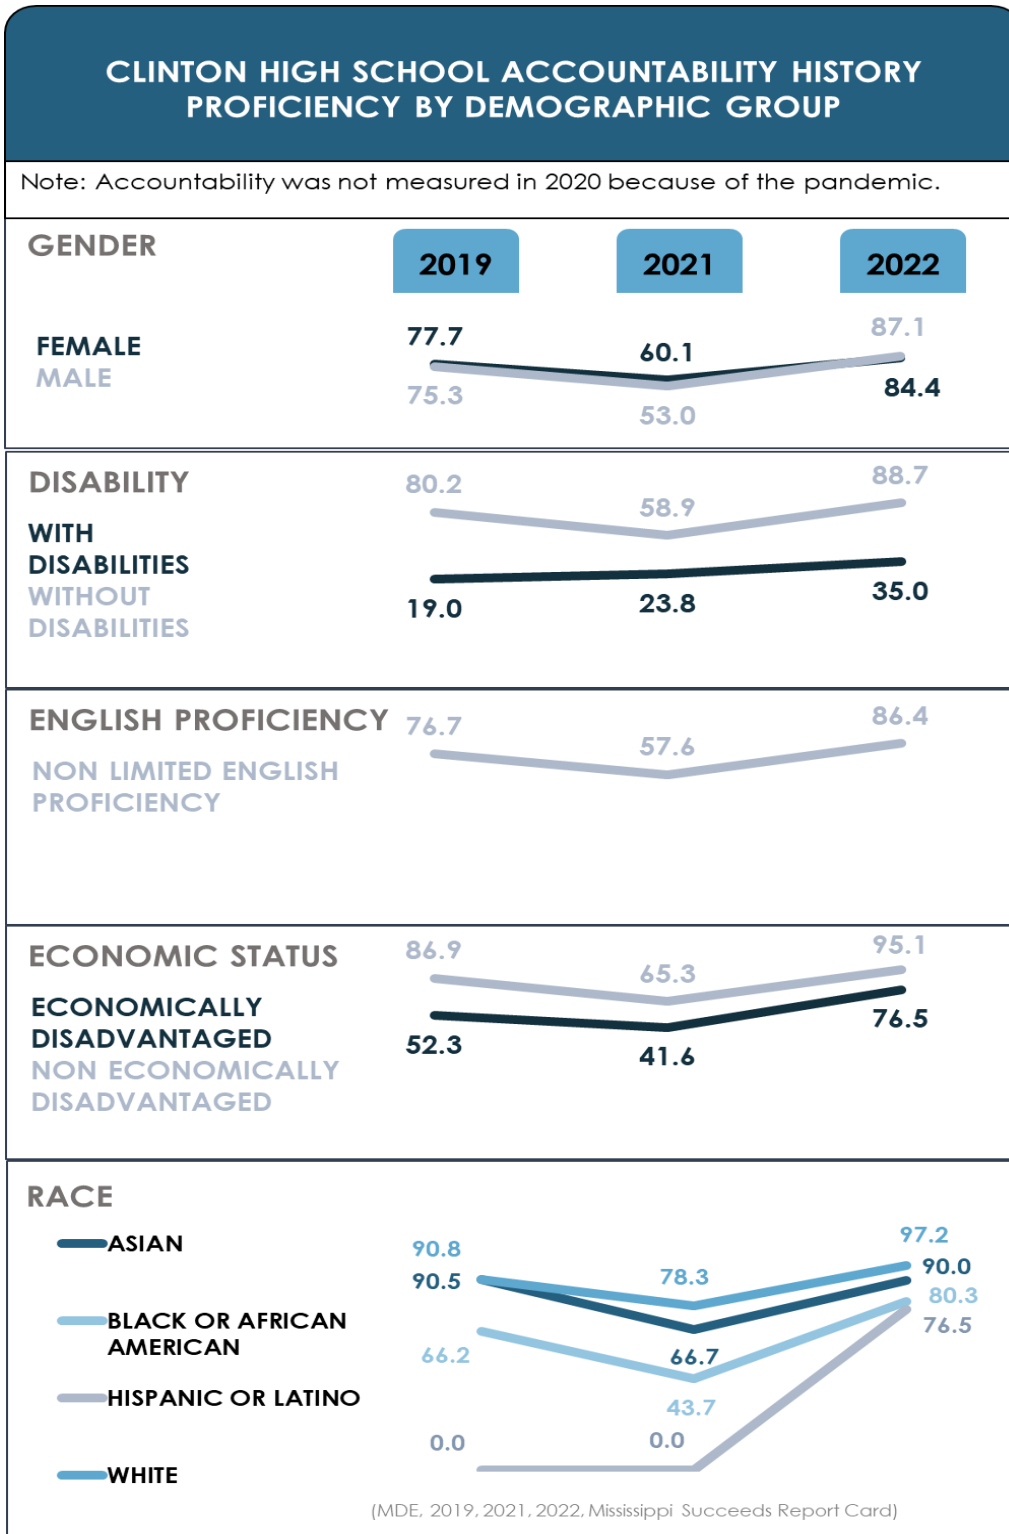 CLINTON HIGH SCHOOL ACCOUNTABILITY HISTORY
PROFICIENCY BY DEMOGRAPHIC GROUP
Note: Accountability was not measured in 2020 because of the pandemic.
GENDER
2019
2021
2022
FEMALE
MALE
77.7
60.1
87.1
75.3
53.0
84.4
DISABILITY
WITH
DISABILITIES
WITHOUT
DISABILITIES
80.2
58.9
88.7
19.0
23.8
35.0
ENGLISH PROFICIENCY
NON LIMITED ENGLISH
PROFICIENCY
76.7
57.6
86.4
ECONOMIC STATUS
ECONOMICALLY
DISADVANTAGED
NON ECONOMICALLY
DISADVANTAGED
86.9
65.3
95.1
52.3
41.6
76.5
RACE
ASIAN
BLACK OR AFRICAN
AMERICAN
HISPANIC OR LATINO
WHITE
90.8
78.3
97.2
90.5
66.7
90.0
66.2
43.7
80.3
0.0
0.0
76.5
(MDE, 2019, 2021, 2022, Mississippi Succeeds Report Card)